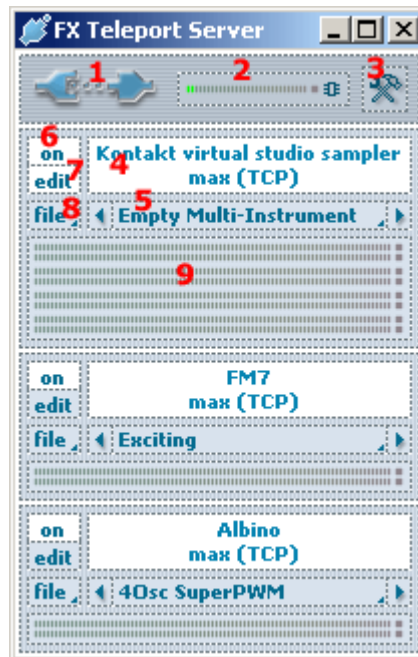 FX Teleport Server
1
2
3
6
on
4
Kontakt virtual studio sampler
7
edit
max (TCP)
8
file
5
Empty Multi-Instrument
9
on
FM7
edit
max (TCP)
file
Exciting
on
Albino
edit
max (TCP)
file
4Osc SuperPWM